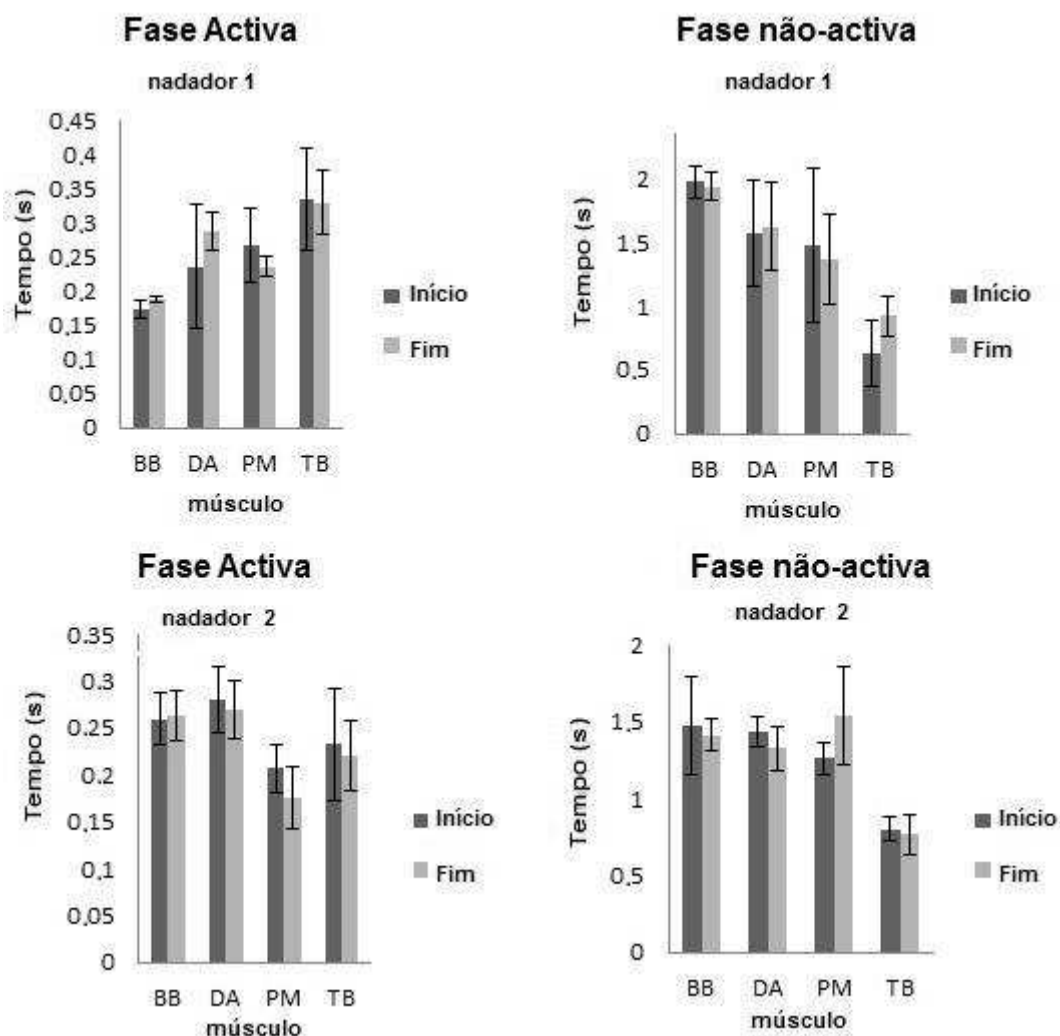 Fase Activa
nadador 1
0,45
0,4
0,35
0,3
0,25
0,2
0,15
0,1
0,05
0
Tempo (s)
BB DA PM TB
músculo
Início
Fim
Fase não-activa
nadador 1
2
1,5
1
0,5
0
Tempo (s)
BB DA PM TB
músculo
Início
Fim
Fase Activa
nadador 2
0,35
0,3
0,25
0,2
0,15
0,1
0,05
0
Tempo (s)
BB DA PM TB
músculo
Início
Fim
Fase não-activa
nadador 2
2
1,5
1
0,5
0
Tempo (s)
BB DA PM TB
músculo
Início
Fim